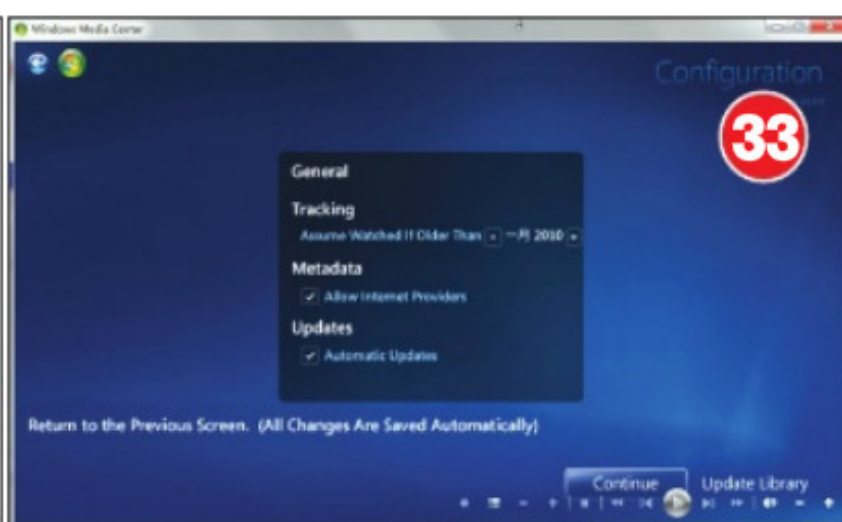 Windows Media Center
Configuration
33
General
Tracking
Assume Watched If Older Than - 一月 2010 +
Metadata
Allow Internet Providers
Updates
Automatic Updates
Return to the Previous Screen. (All Changes Are Saved Automatically)
Continue
Update Library